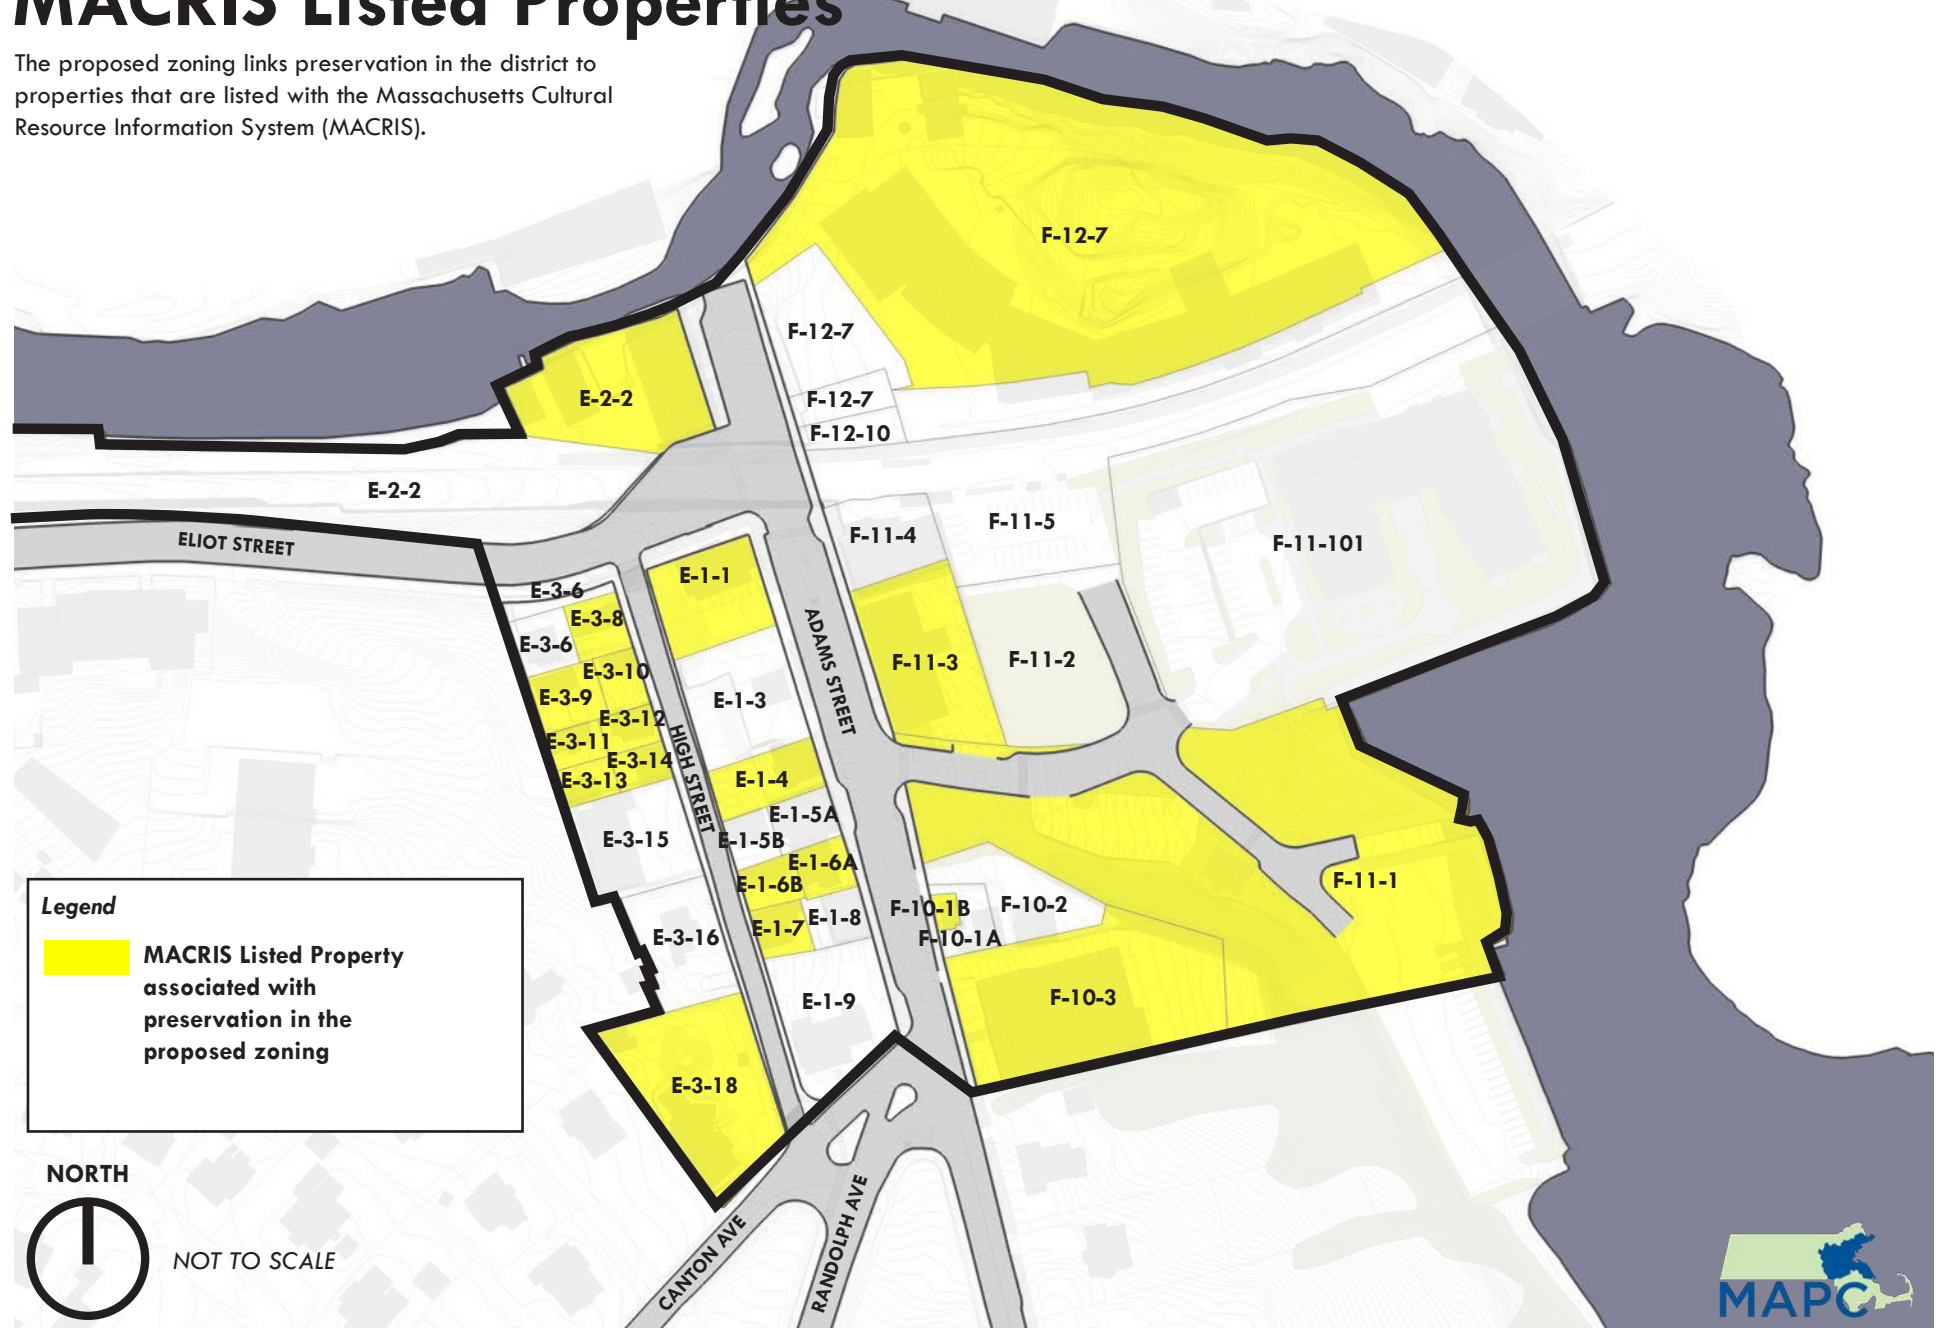 MACRIS Listed Properties
The proposed zoning links preservation in the district to
properties that are listed with the Massachusetts Cultural
Resource Information System (MACRIS).
F-12-7
F-12-7
E-2-2
F-12-7
F-12-10
E-2-2
F-11-5
F-11-4
F-11-101
ELIOT STREET
E-1-1
E-3-6
E-3-8
E-3-6
ADAMS STREET
F-11-3
F-11-2
E-3-10
E-3-9
E-1-3
E-3-12
E-3-11
HIGH STREET
E-3-14
E-3-13
E-1-4
E-1-5A
E-3-15
E-1-5B
E-1-6A
E-1-6B
F-11-1
F-10-1B
F-10-2
E-1-8
E-1-7
E-3-16
F-10-1A
E-1-9
F-10-3
E-3-18
Legend
MACRIS Listed Property
associated with
preservation in the
proposed zoning
NORTH
NOT TO SCALE
CANTON AVE
RANDOLPH AVE
MAPC